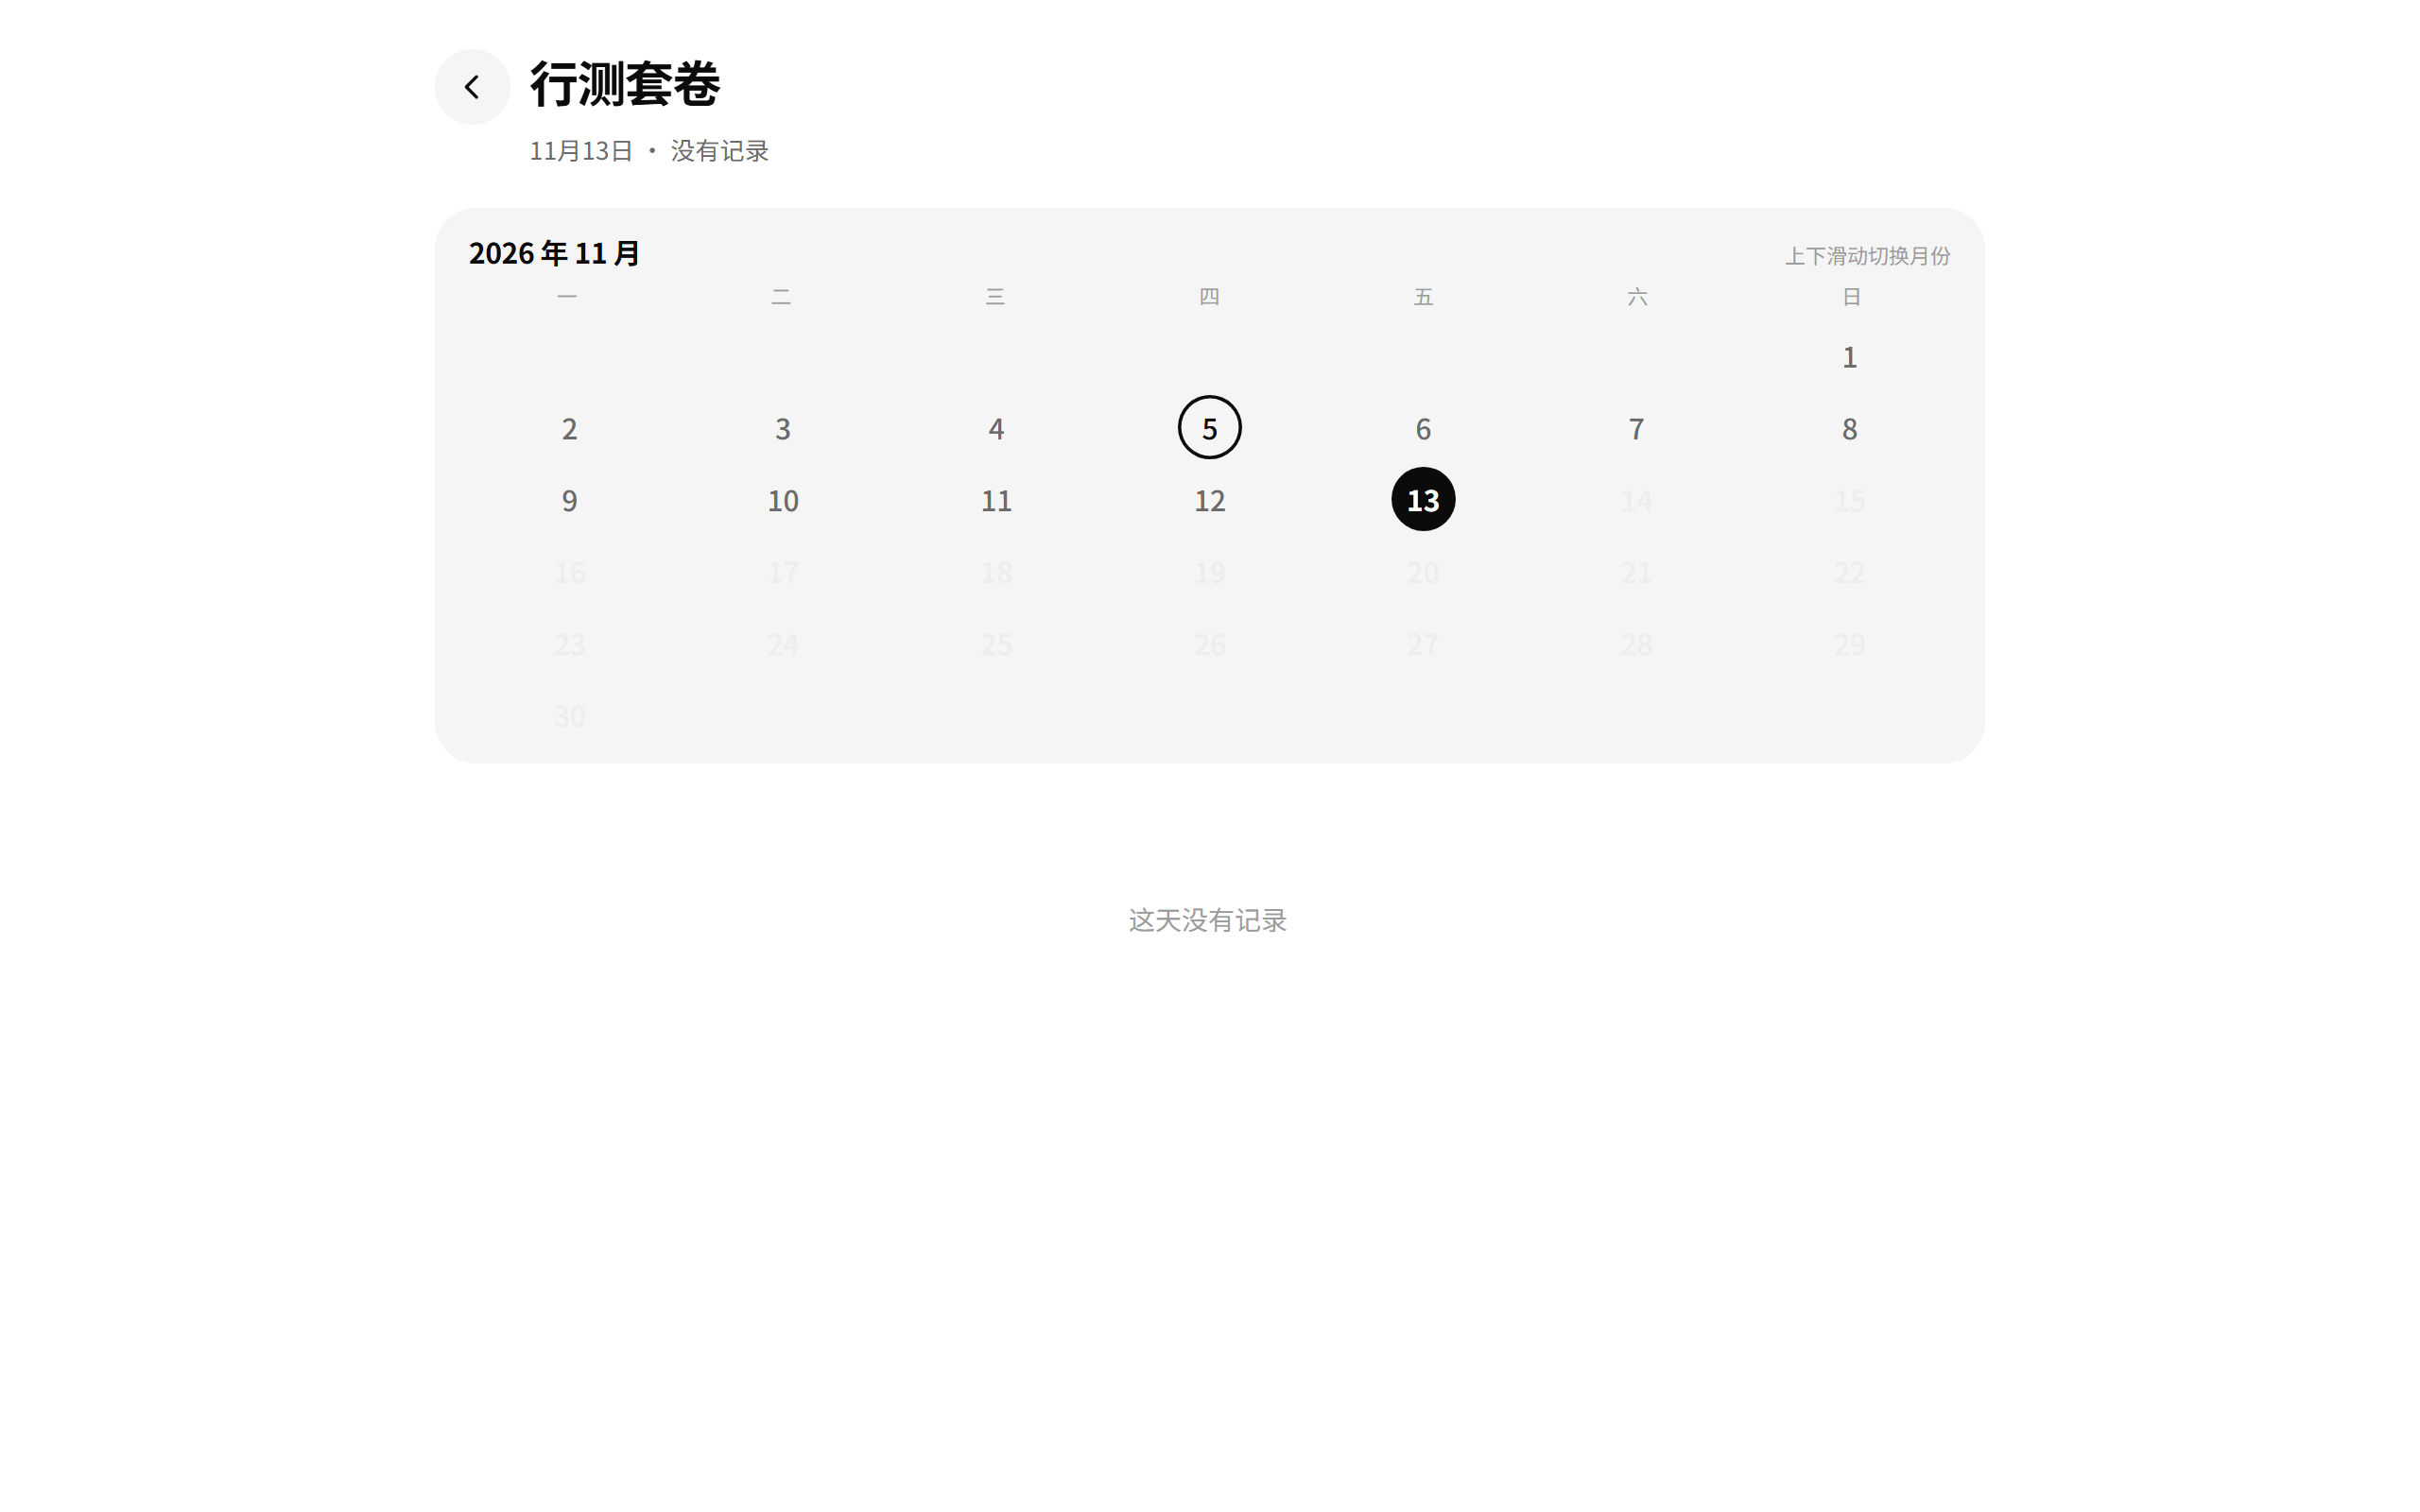 行测套卷
11月13日 · 没有记录
2026 年 11 月
上下滑动切换月份
一 二 三 四 五 六 日
1
2 3 4 5 6 7 8
9 10 11 12 13 14 15
16 17 18 19 20 21 22
23 24 25 26 27 28 29
30
这天没有记录